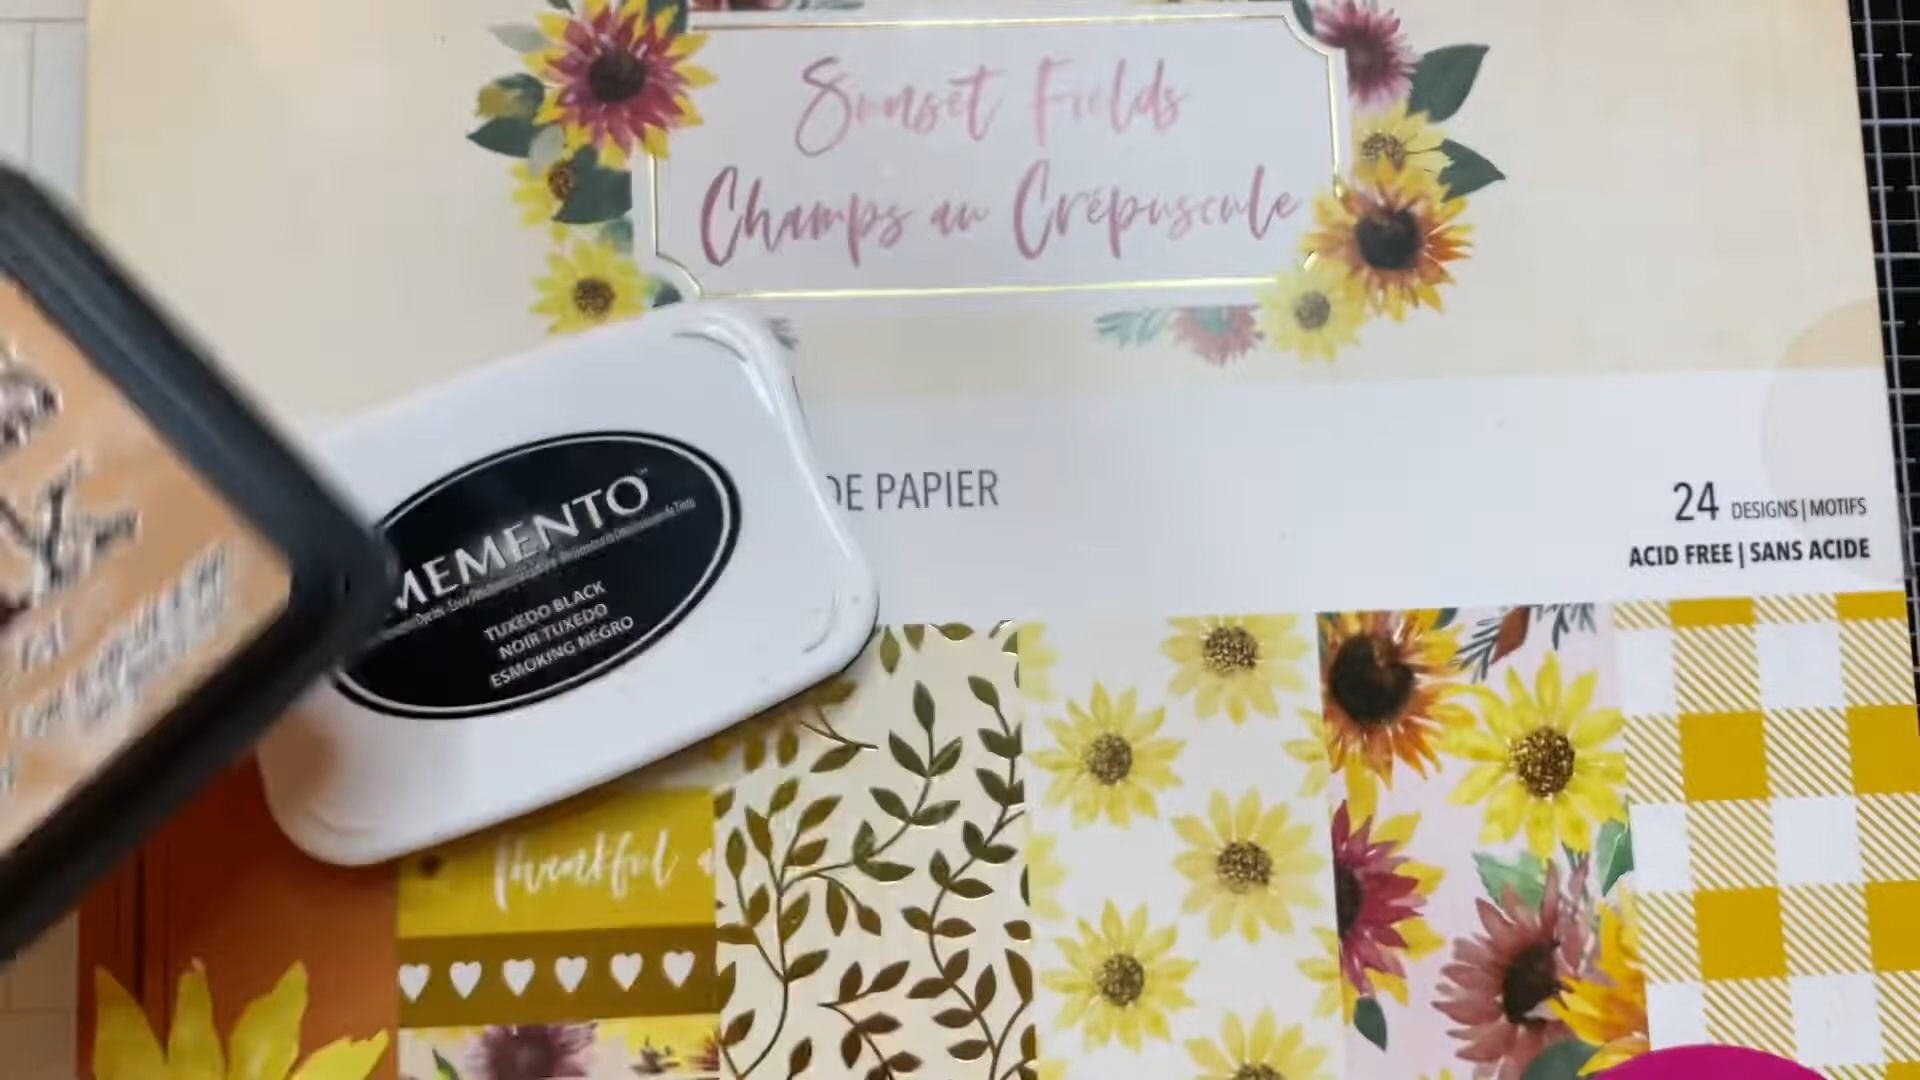 Sunset Fields
Champs au Crépuscule
DE PAPIER
24 DESIGNS | MOTIFS
ACID FREE | SANS ACIDE
MEMENTO™
TUXEDO BLACK
NOIR TUXEDO
ESMOKING NEGRO
Thankful